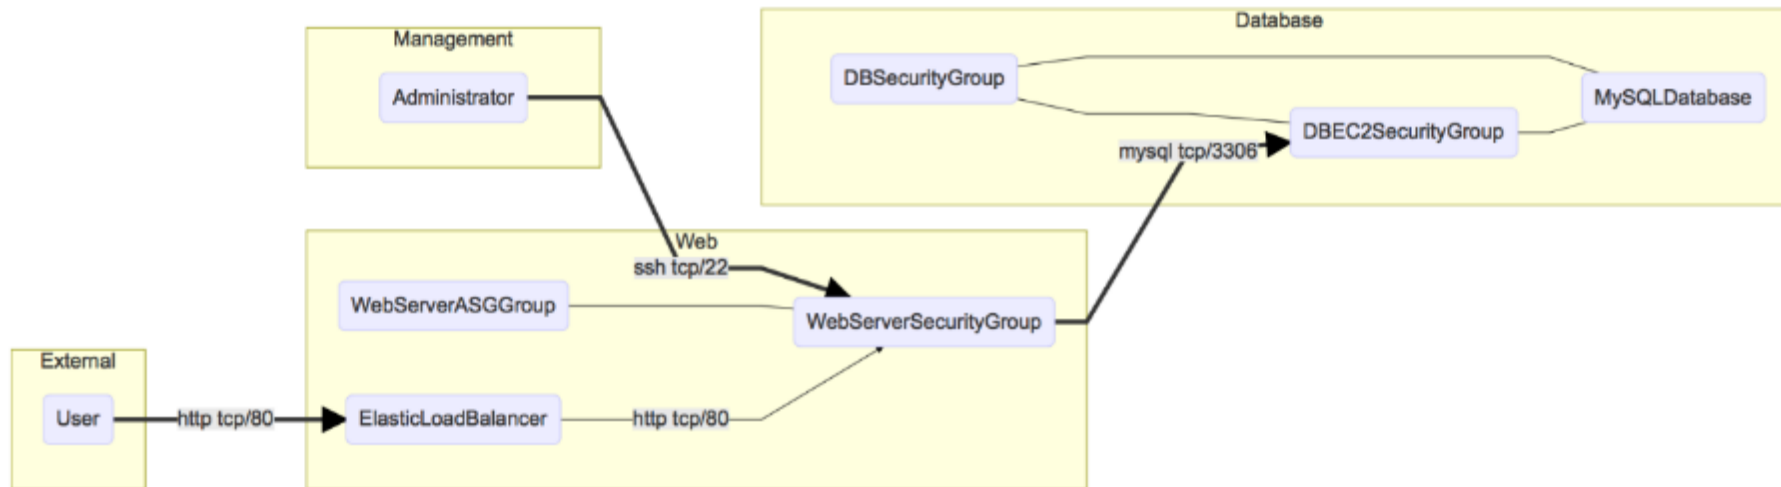 Management
Administrator
Database
DBSecurityGroup
MySQLDatabase
DBEC2SecurityGroup
mysql tcp/3306
Web
ssh tcp/22
WebServerASGGroup
WebServerSecurityGroup
External
User
http tcp/80
ElasticLoadBalancer
http tcp/80